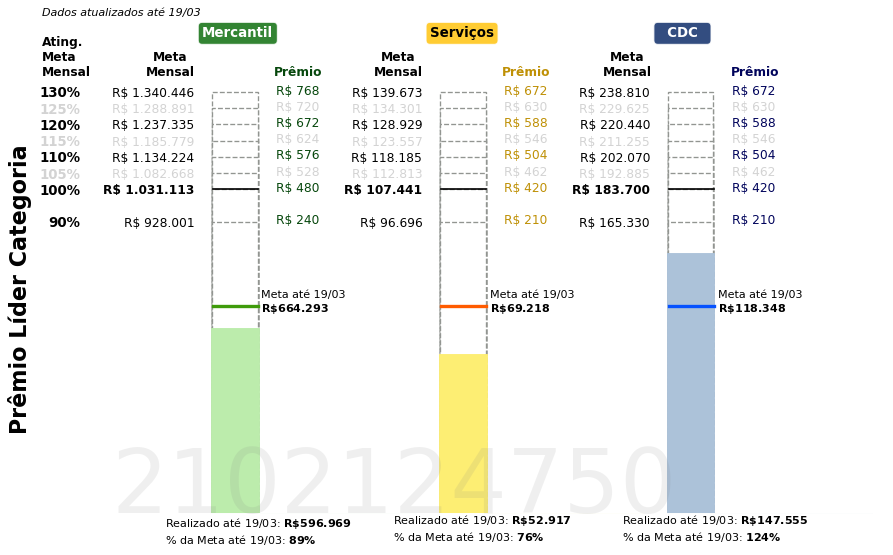 Dados atualizados até 19/03
Mercantil Serviços CDC
Ating. Meta Mensal Meta Mensal Prêmio Meta Mensal Prêmio Meta Mensal Prêmio
130% R$ 1.340.446 R$ 768 R$ 139.673 R$ 672 R$ 238.810 R$ 672
125% R$ 1.288.891 R$ 720 R$ 134.301 R$ 630 R$ 229.625 R$ 630
120% R$ 1.237.335 R$ 672 R$ 128.929 R$ 588 R$ 220.440 R$ 588
115% R$ 1.185.779 R$ 624 R$ 123.557 R$ 546 R$ 211.255 R$ 546
110% R$ 1.134.224 R$ 576 R$ 118.185 R$ 504 R$ 202.070 R$ 504
105% R$ 1.082.668 R$ 528 R$ 112.813 R$ 462 R$ 192.885 R$ 462
100% R$ 1.031.113 R$ 480 R$ 107.441 R$ 420 R$ 183.700 R$ 420
90% R$ 928.001 R$ 240 R$ 96.696 R$ 210 R$ 165.330 R$ 210
Prêmio Líder Categoria
Meta até 19/03 Meta até 19/03 Meta até 19/03
R$664.293 R$69.218 R$118.348
2102124750
Realizado até 19/03: R$596.969 Realizado até 19/03: R$52.917 Realizado até 19/03: R$147.555
% da Meta até 19/03: 89% % da Meta até 19/03: 76% % da Meta até 19/03: 124%